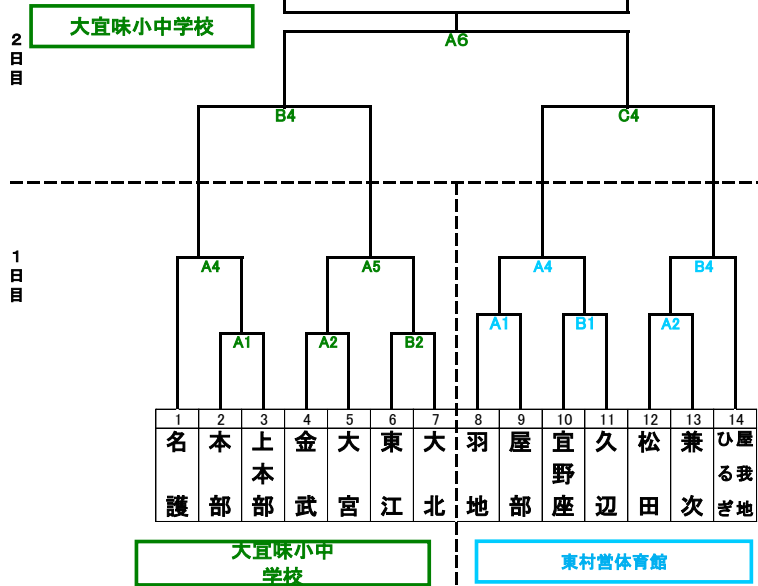 大宜味小中学校
A6
2日目
B4
C4
1日目
A4
A5
A4
B4
A1
B1
A2
A1
A2
B2
1 2 3 4 5 6 7 8 9 10 11 12 13 14
名護
本部
上本部
金武
大宮
東江
大北
羽地
屋部
宜野座
久辺
松田
兼次
屋我地
ひるぎ
大宜味小中
学校
東村営体育館